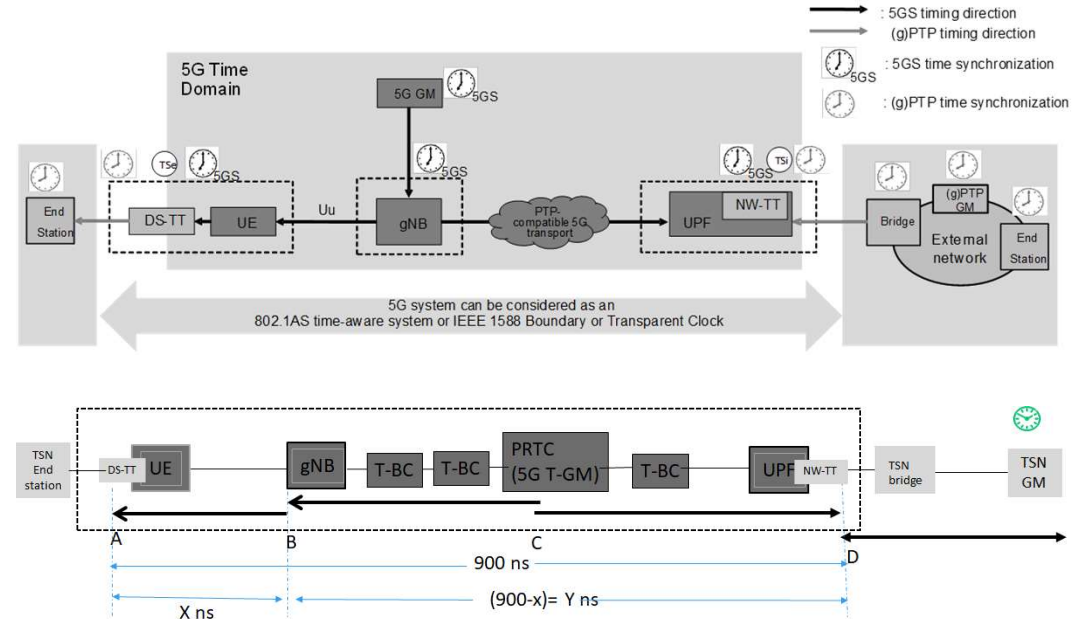 : 5GS timing direction
(g)PTP timing direction
5GS
: 5GS time synchronization
: (g)PTP time synchronization
5G Time
Domain
5G GM
5GS
5GS
TSe
5GS
5GS
TSi
End
Station
DS-TT
UE
Uu
gNB
PTP-
compatible 5G
transport
UPF
NW-TT
Bridge
(g)PTP
GM
External
network
End
Station
5G system can be considered as an
802.1AS time-aware system or IEEE 1588 Boundary or Transparent Clock
TSN
End
station
DS-TT
UE
gNB
T-BC
T-BC
PRTC
(5G T-GM)
T-BC
UPF
NW-TT
TSN
bridge
TSN
GM
A
B
C
D
900 ns
X ns
(900-x)= Y ns